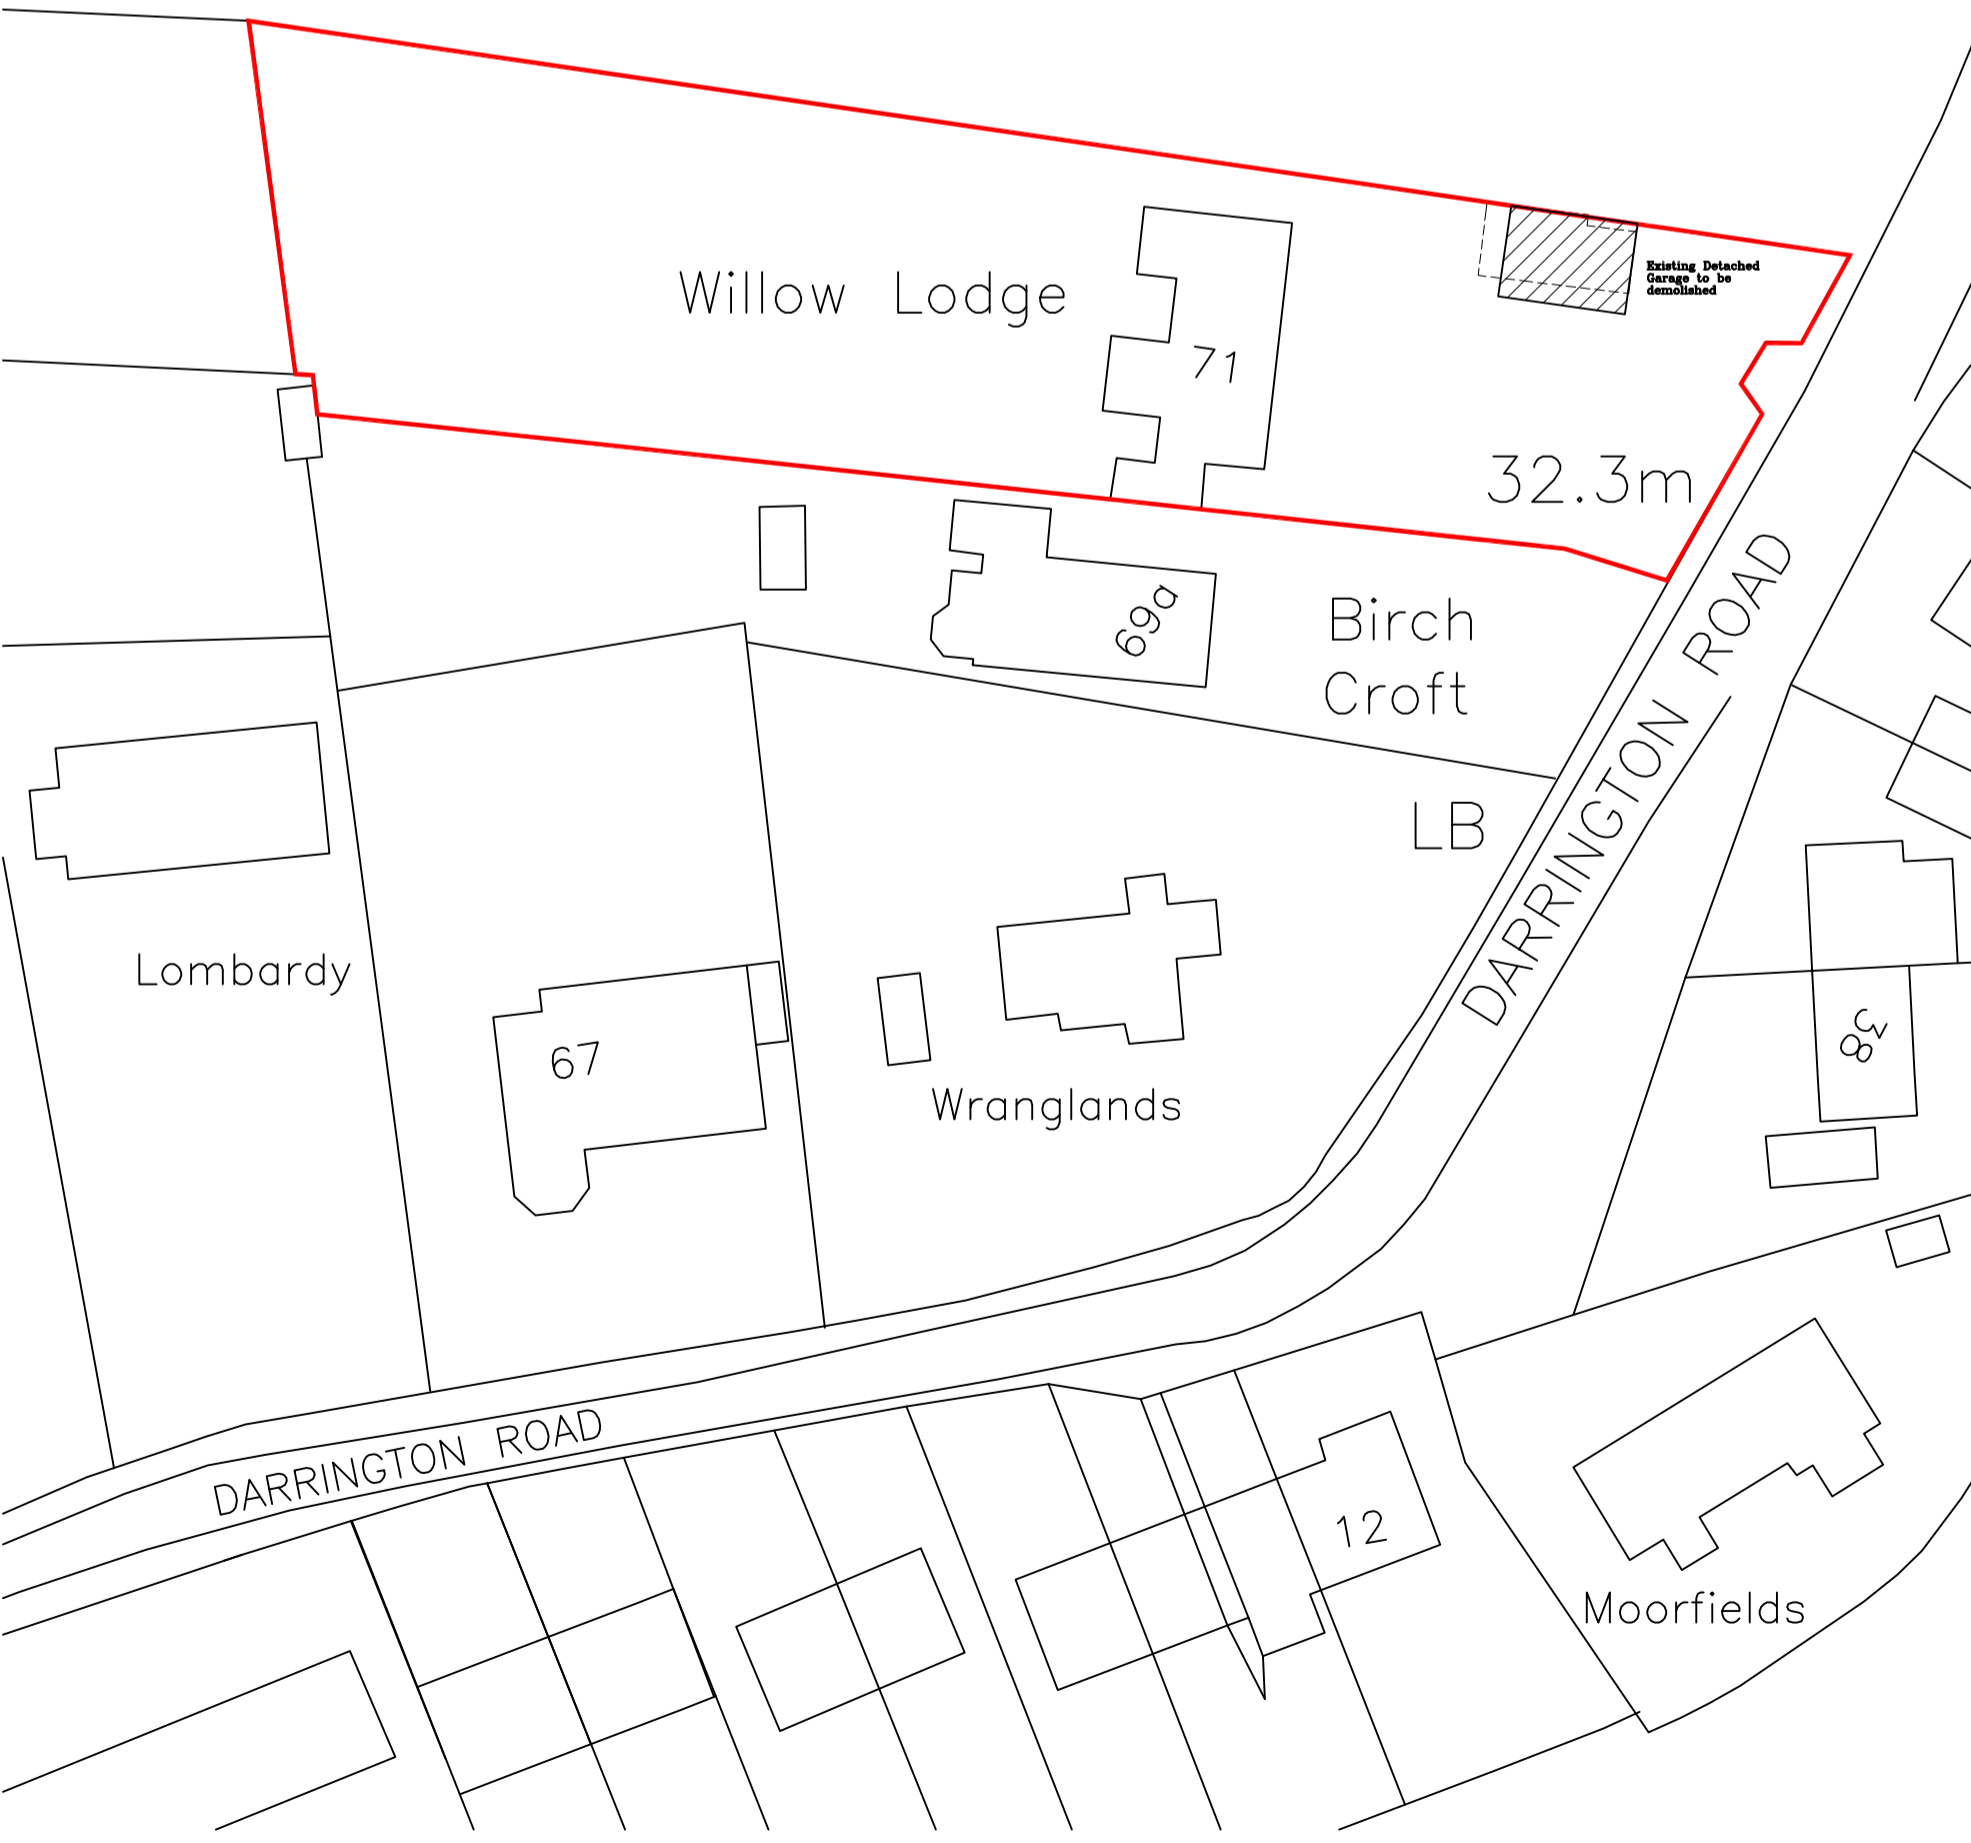 Willow Lodge
Existing Detached
Garage to be
demolished
71
32.3m
69a
Birch
Croft
DARRINGTON ROAD
LB
Lombardy
67
Wranglands
DARRINGTON ROAD
12
Moorfields